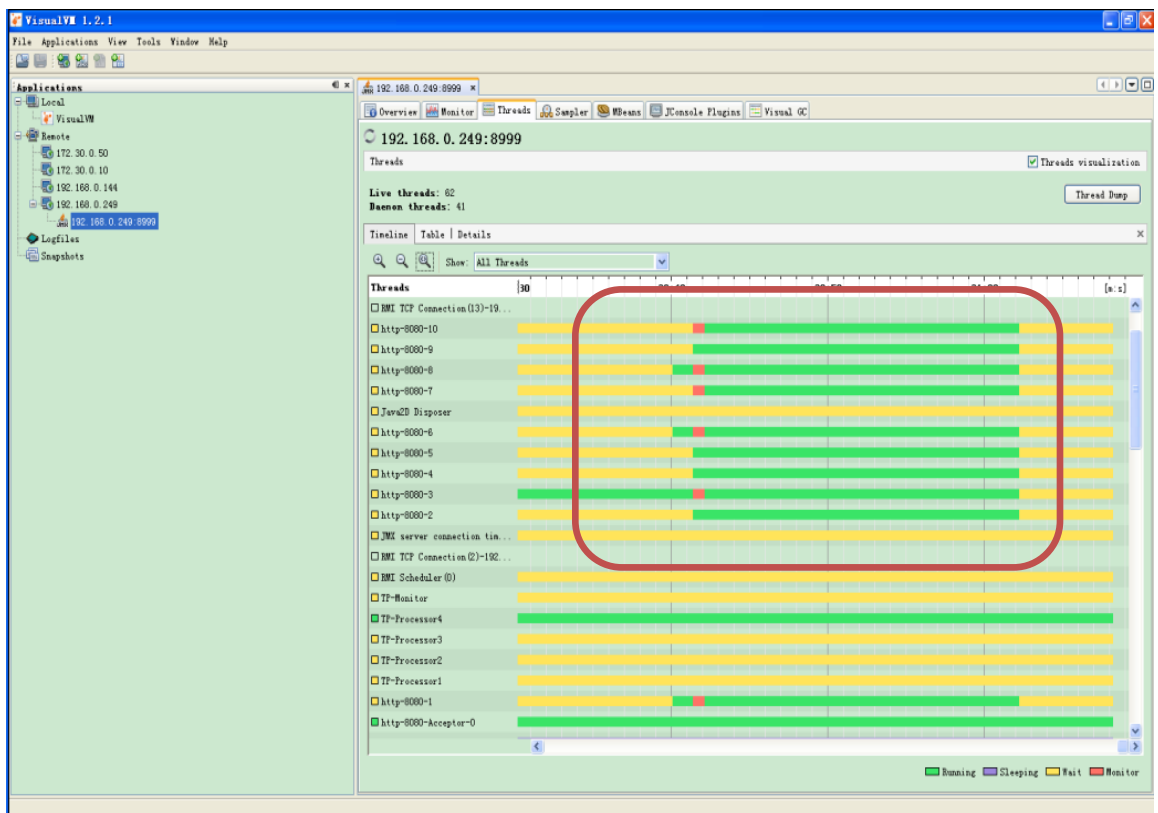 VisualVM 1.2.1
File Applications View Tools Window Help
Applications
Local
VisualVM
Remote
172.30.0.50
172.30.0.10
192.168.0.144
192.168.0.249
192.168.0.249:8999
Logfiles
Snapshots
192.168.0.249:8999
Overview Monitor Threads Sampler MBeans JConsole Plugins Visual GC
192.168.0.249:8999
Threads Threads visualization
Live threads: 62
Daemon threads: 41
Thread Dump
Timeline Table Details
Show: All Threads
Threads 30 [m:s]
RMI TCP Connection(13)-19...
http-8080-10
http-8080-9
http-8080-8
http-8080-7
Java2D Disposer
http-8080-6
http-8080-5
http-8080-4
http-8080-3
http-8080-2
JMX server connection tim...
RMI TCP Connection(2)-192...
RMI Scheduler(0)
TP-Monitor
TP-Processor4
TP-Processor3
TP-Processor2
TP-Processor1
http-8080-1
http-8080-Acceptor-0
Running Sleeping Wait Monitor